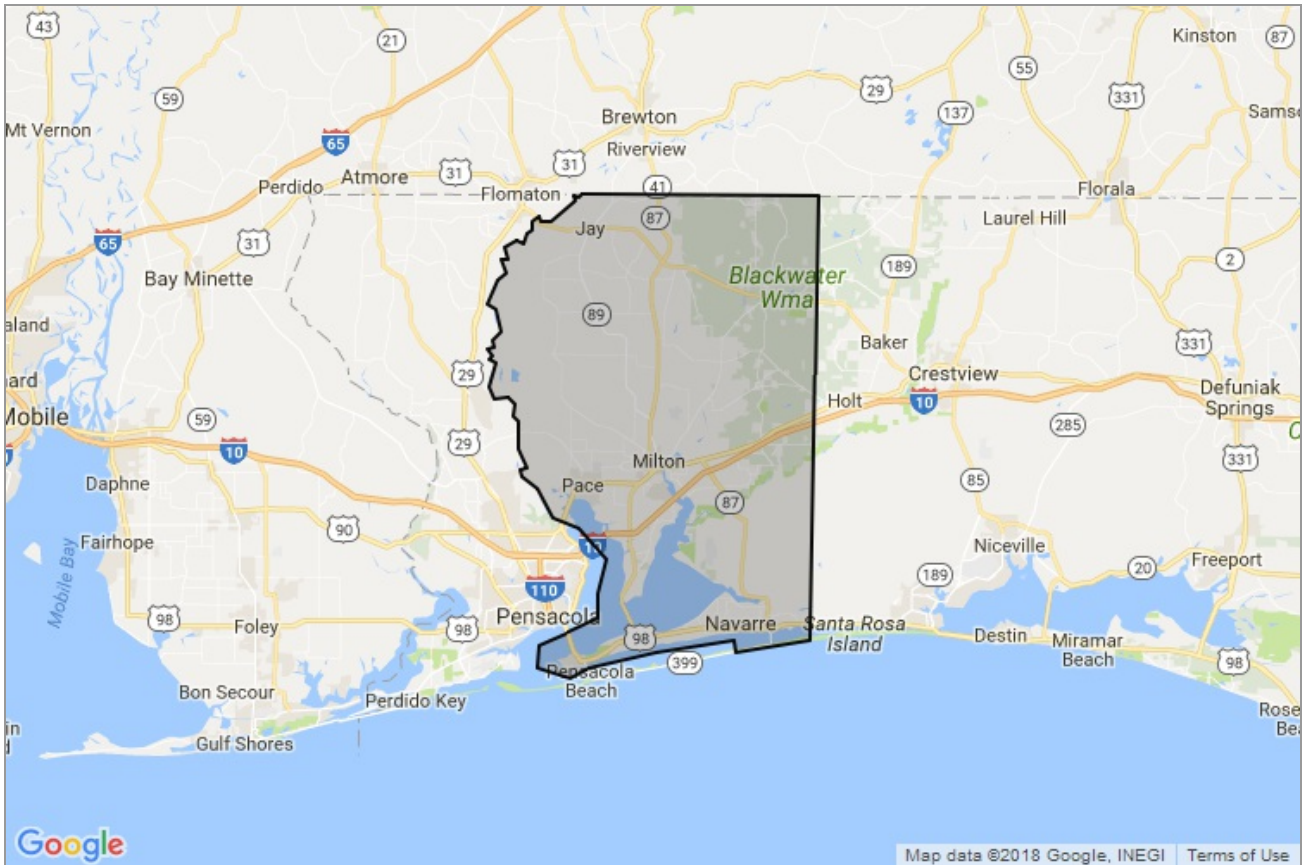 43
21
Kinston
87
55
59
29
331
Brewton
137
Samso
Mt Vernon
65
Riverview
31
31
Atmore
Perdido
41
Flomaton
Florala
87
Laurel Hill
Jay
31
65
2
Bay Minette
189
Blackwater
Wma
89
aland
331
Baker
29
ard
Crestview
Defuniak
Springs
Mobile
Holt
10
59
285
10
29
331
Milton
Daphne
Pace
85
87
90
Fairhope
Niceville
Freeport
Mobile Bay
110
189
20
98
Pensacola
Navarre
Santa Rosa
Island
Foley
98
98
Destin
Miramar
Beach
399
98
Pensacola
Beach
Bon Secour
Perdido Key
Rose
Bea
Gulf Shores
Google
Map data ©2018 Google, INEGI
Terms of Use